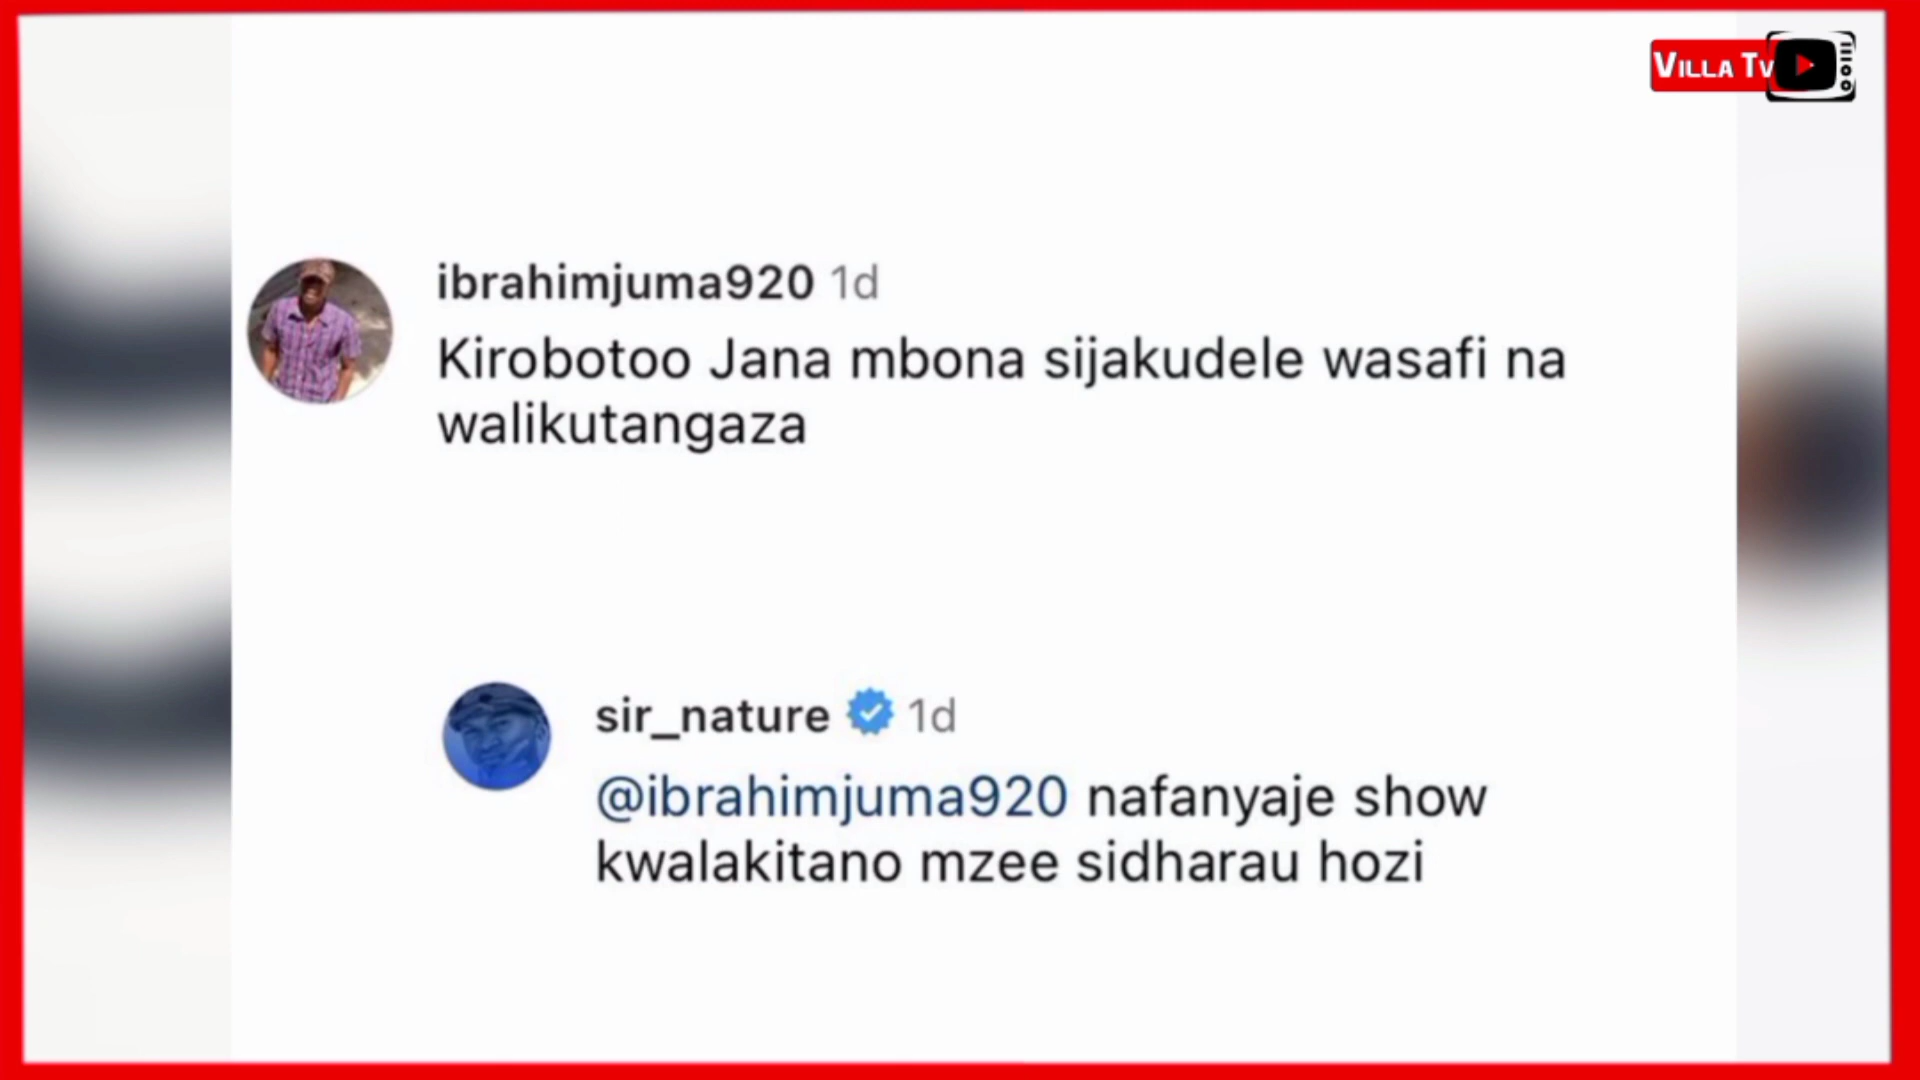 VILLA TV
ibrahimjuma920 1d
Kirobotoo Jana mbona sijakudele wasafi na
walikutangaza
sir_nature 1d
@ibrahimjuma920 nafanyaje show
kwalakitano mzee sidharau hozi